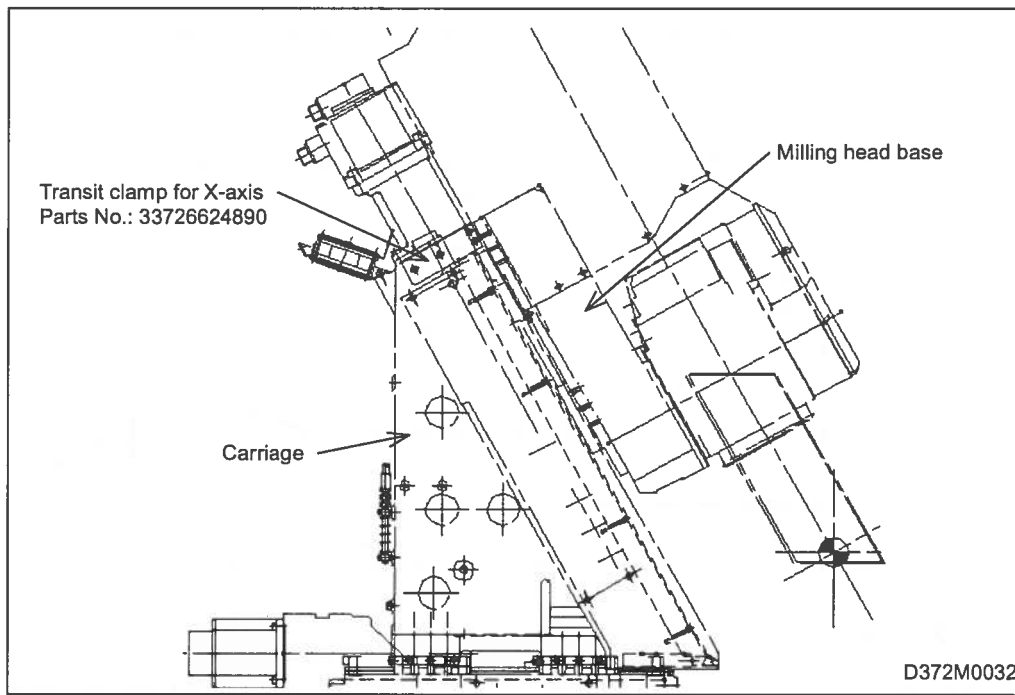 Milling head base
Transit clamp for X-axis
Parts No.: 33726624890
Carriage
D372M0032